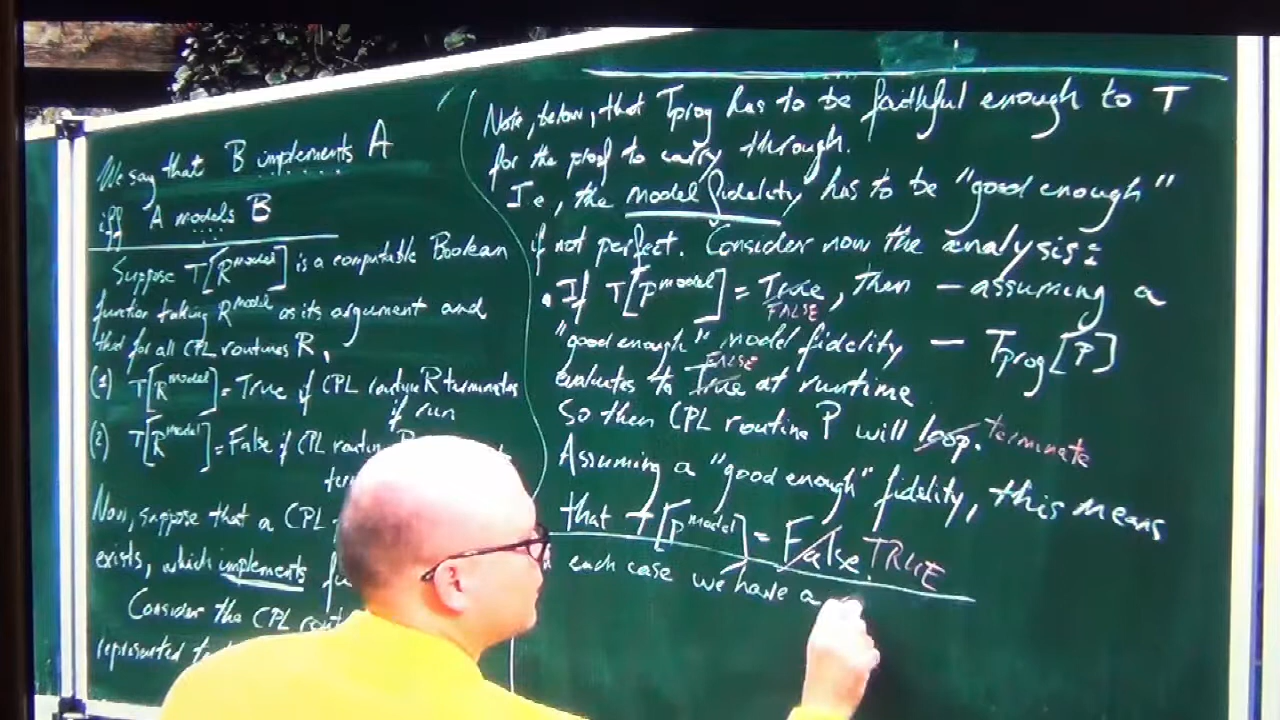 We say that B implements A
iff A models B
Suppose T[R^model] is a computable Boolean
function taking R^model as its argument and
that for all CPL routines R,
(1) T[R^model] = True if CPL routine R terminates
if run
(2) T[R^model] = False if CPL
Now, suppose that a CPL
exists, which implements
Consider the CPL
represented
Note, below, that Tprog has to be faithful enough to T
for the proof to carry through.
Ie, the model fidelity has to be "good enough"
if not perfect. Consider now the analysis:
. If T[P^model] = True, then – assuming a
FALSE
"good enough" model fidelity – Tprog[P]
FALSE
evaluates to True at runtime
So then CPL routine P will loop. terminate
Assuming a "good enough" fidelity, this means
that T[P^model] = False. TRUE
each case we have a